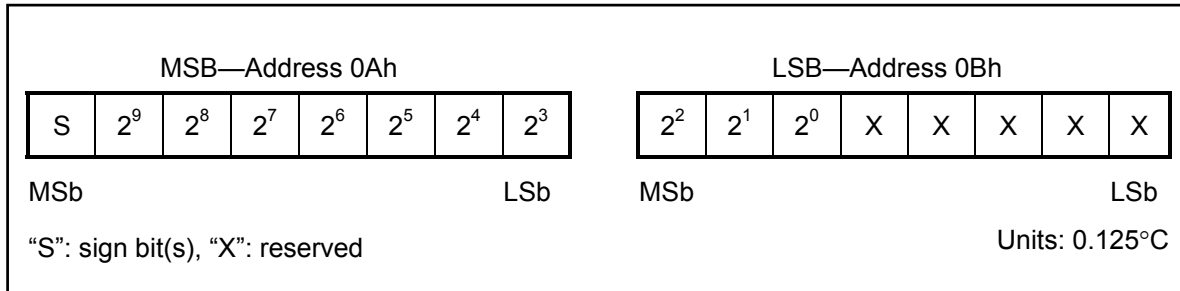 MSB—Address 0Ah LSB—Address 0Bh
S 2⁹ 2⁸ 2⁷ 2⁶ 2⁵ 2⁴ 2³ 2² 2¹ 2⁰ X X X X X
MSb LSb MSb LSb
“S”: sign bit(s), “X”: reserved Units: 0.125°C